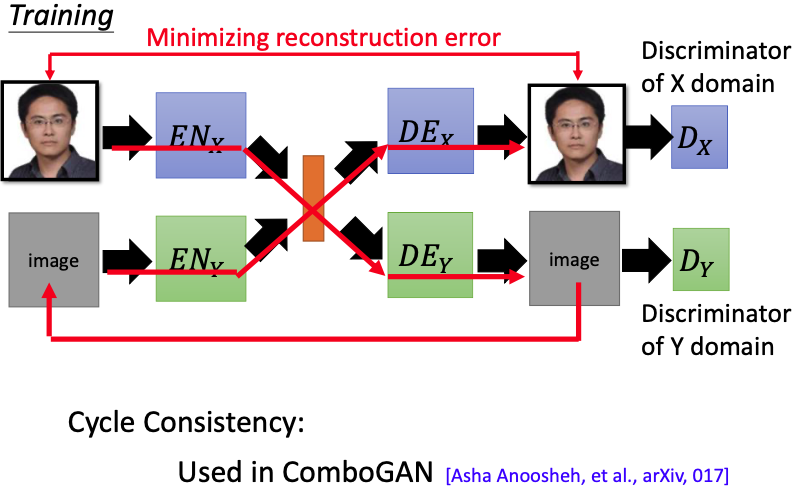 Training
Minimizing reconstruction error
Discriminator
of X domain
EN_X
DE_X
D_X
image
EN_Y
DE_Y
image
D_Y
Discriminator
of Y domain
Cycle Consistency:
Used in ComboGAN [Asha Anoosheh, et al., arXiv, 017]